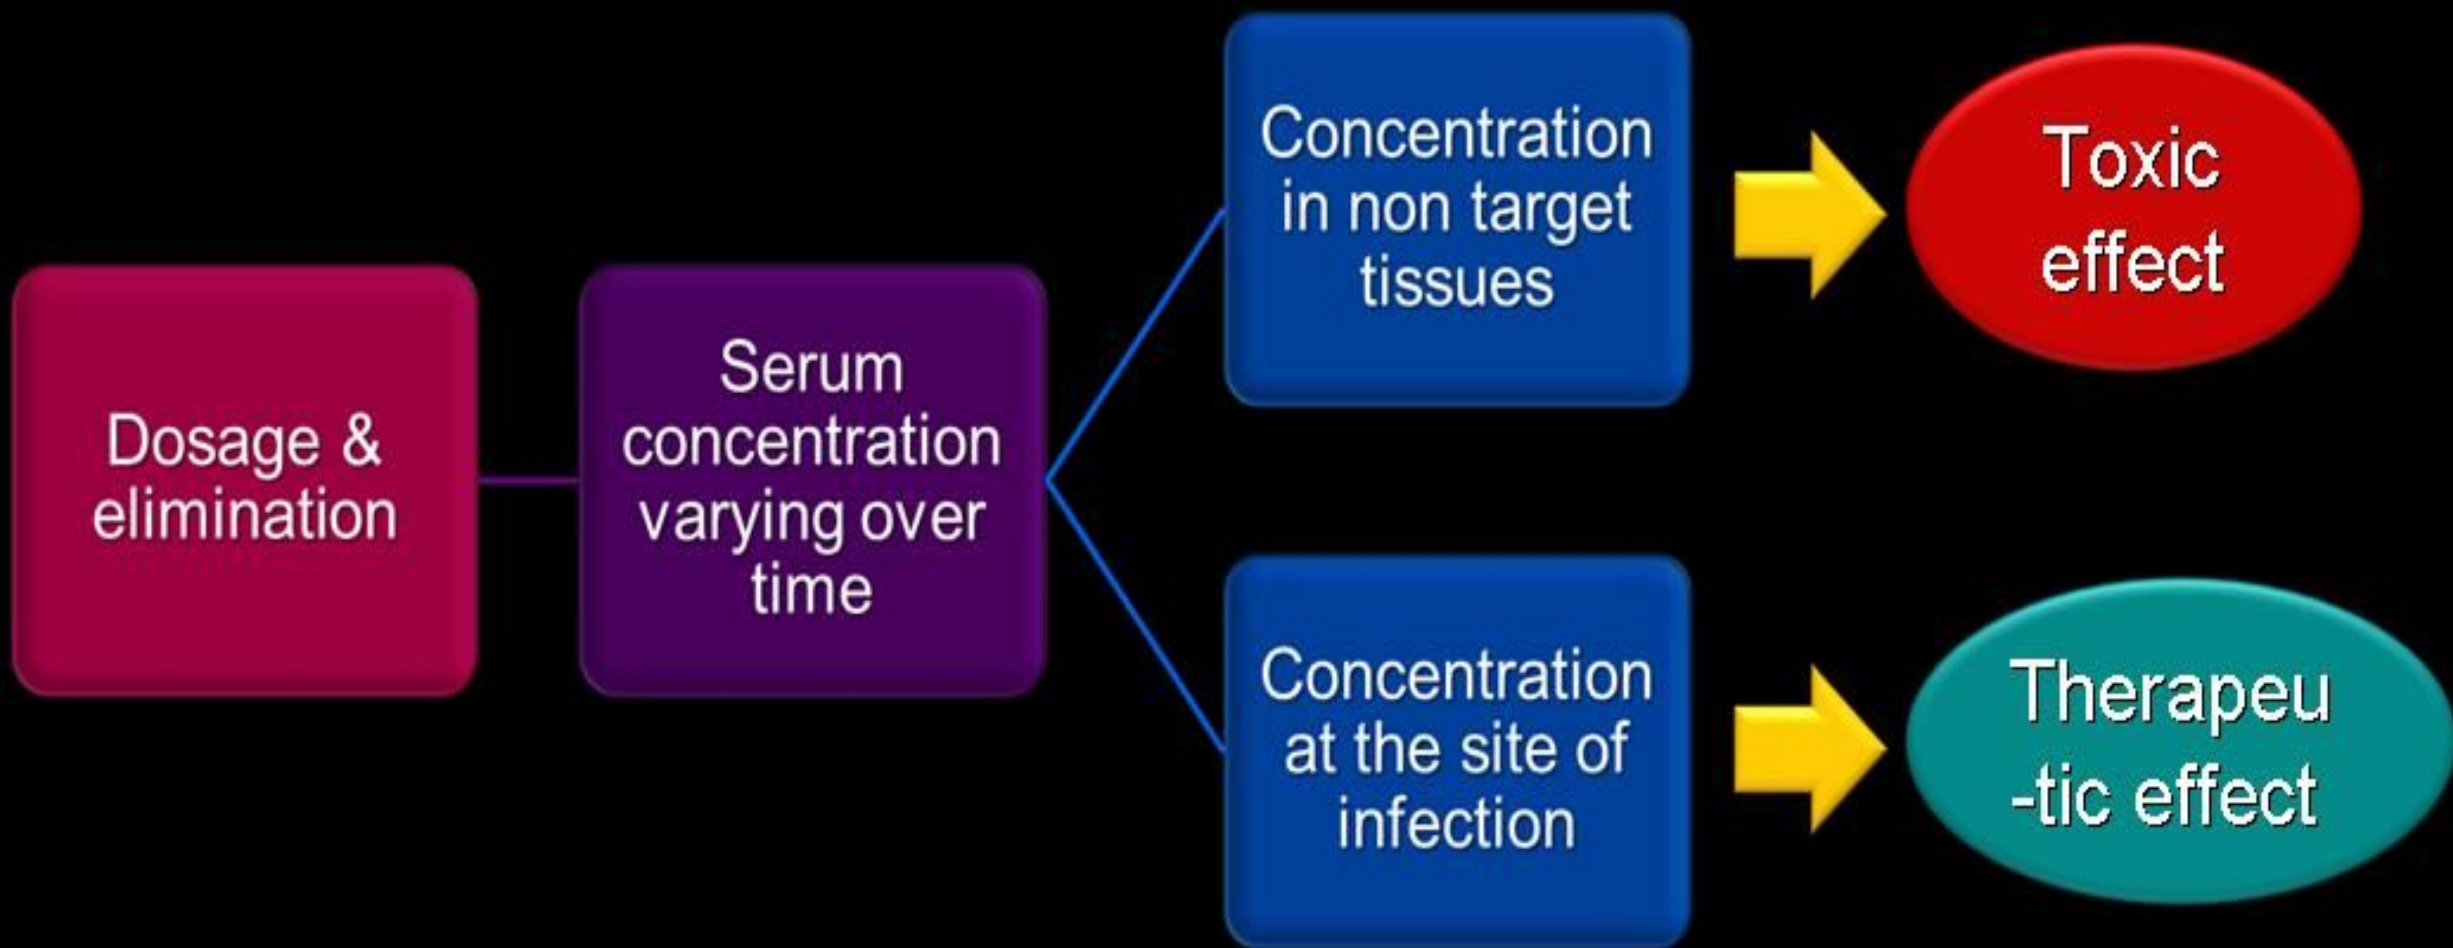 Dosage &
elimination
Serum
concentration
varying over
time
Concentration
in non target
tissues
Toxic
effect
Concentration
at the site of
infection
Therapeu
-tic effect